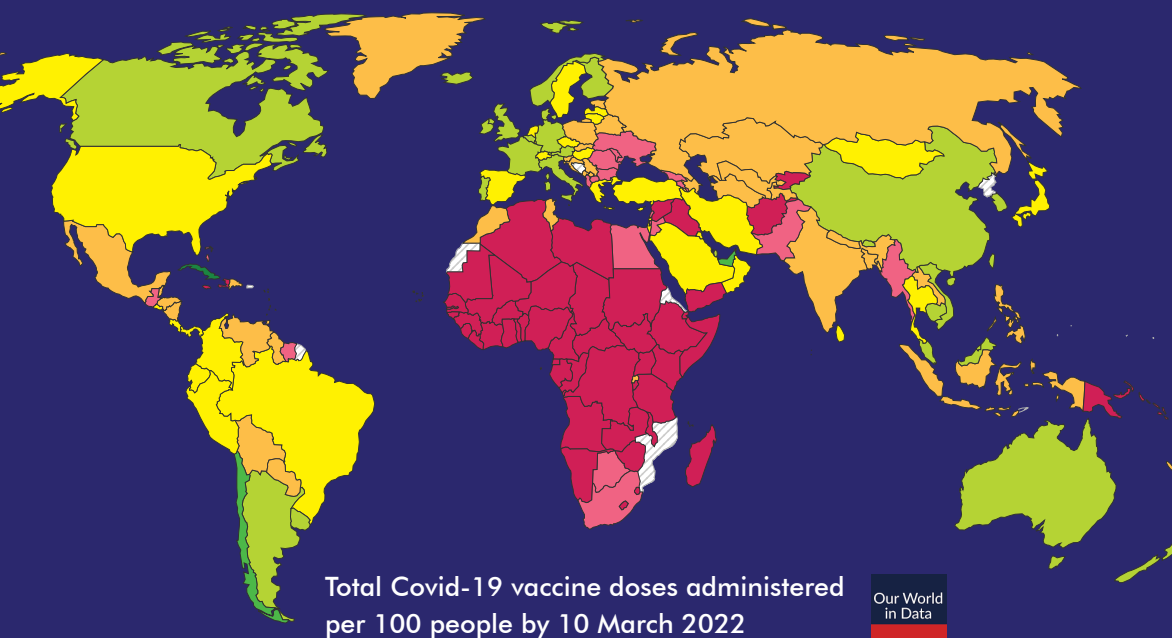 Total Covid-19 vaccine doses administered
per 100 people by 10 March 2022
Our World
in Data